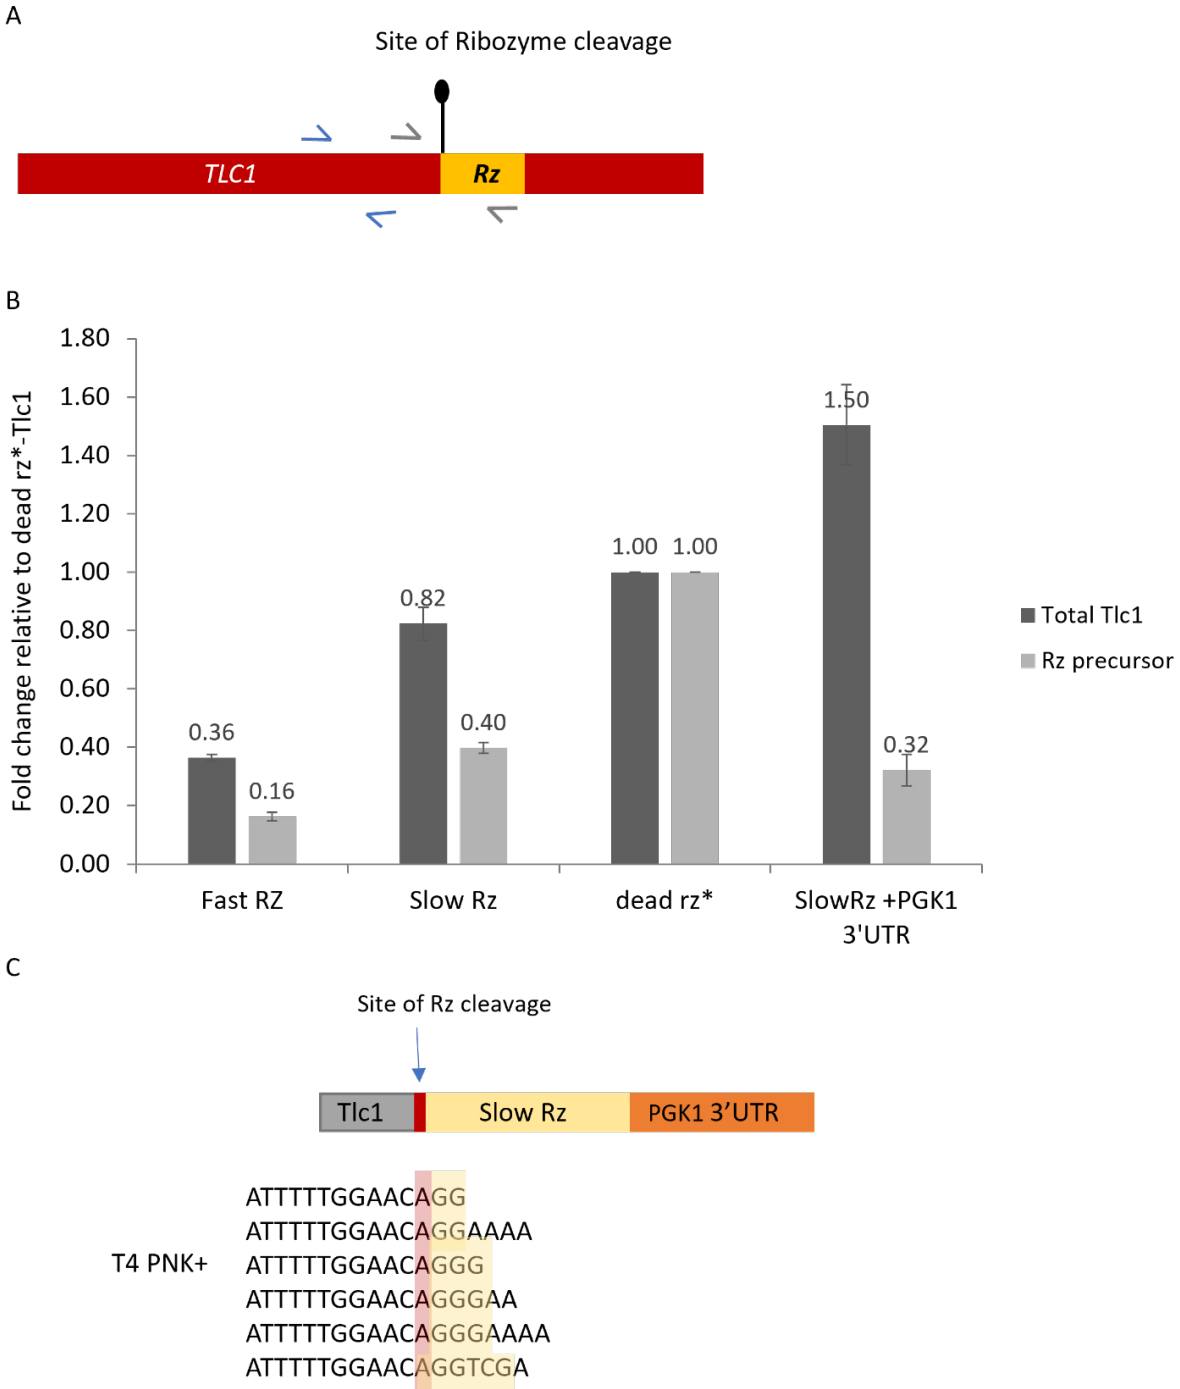 A
Site of Ribozyme cleavage
TLC1
Rz
B
Fold change relative to dead rz*-Tlc1
1.80
1.60
1.40
1.20
1.00
0.80
0.60
0.40
0.20
0.00
0.36
0.16
0.82
0.40
1.00
1.00
1.50
0.32
Fast RZ
Slow Rz
dead rz*
SlowRz +PGK1
3'UTR
Total Tlc1
Rz precursor
C
Site of Rz cleavage
Tlc1
Slow Rz
PGK1 3’UTR
T4 PNK+
ATTTTTGGAACAGG
ATTTTTGGAACAGGAAAA
ATTTTTGGAACAGGG
ATTTTTGGAACAGGGAA
ATTTTTGGAACAGGGAAAA
ATTTTTGGAACAGGTCGA